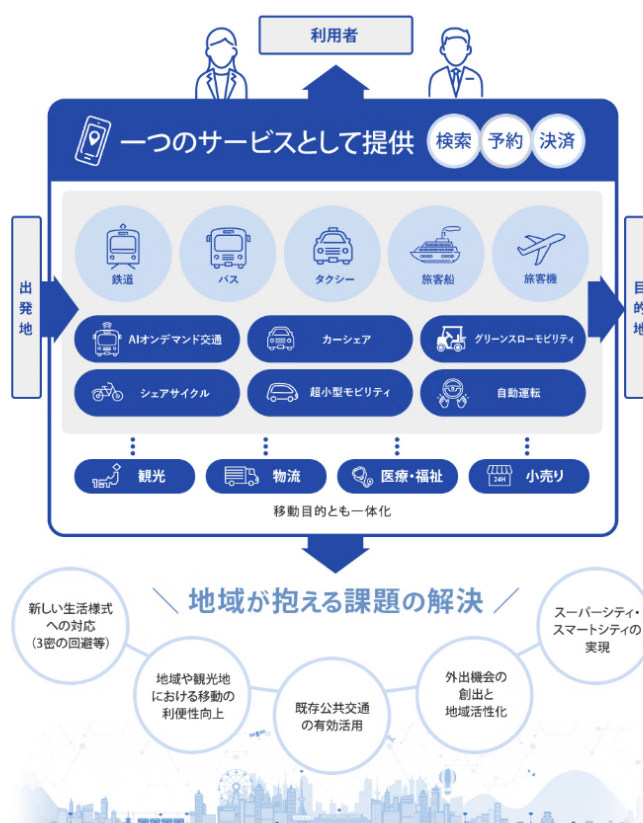 利用者
一つのサービスとして提供
検索
予約
決済
出発地
目的地
鉄道
バス
タクシー
旅客船
旅客機
AIオンデマンド交通
カーシェア
グリーンスローモビリティ
シェアサイクル
超小型モビリティ
自動運転
観光
物流
医療・福祉
24H
小売り
移動目的とも一体化
地域が抱える課題の解決
新しい生活様式
への対応
(3密の回避等)
地域や観光地
における移動の
利便性向上
既存公共交通
の有効活用
外出機会の
創出と
地域活性化
スーパーシティ・
スマートシティの
実現